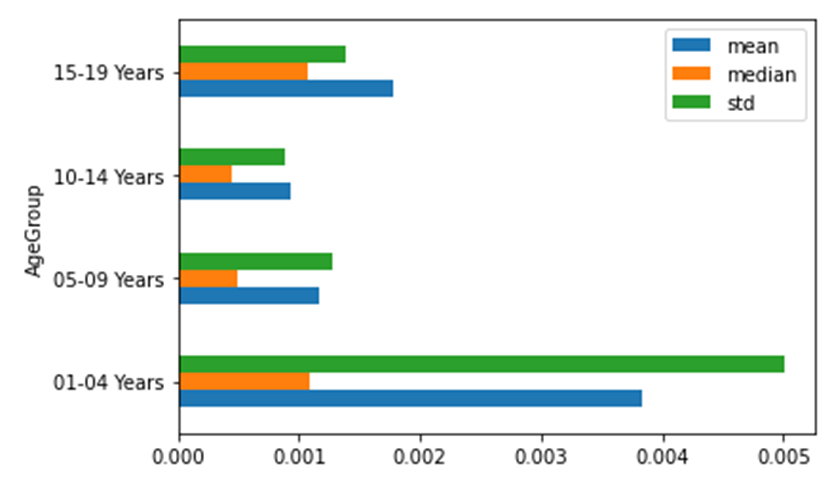 mean
median
std
15-19 Years
10-14 Years
05-09 Years
01-04 Years
AgeGroup
0.000 0.001 0.002 0.003 0.004 0.005